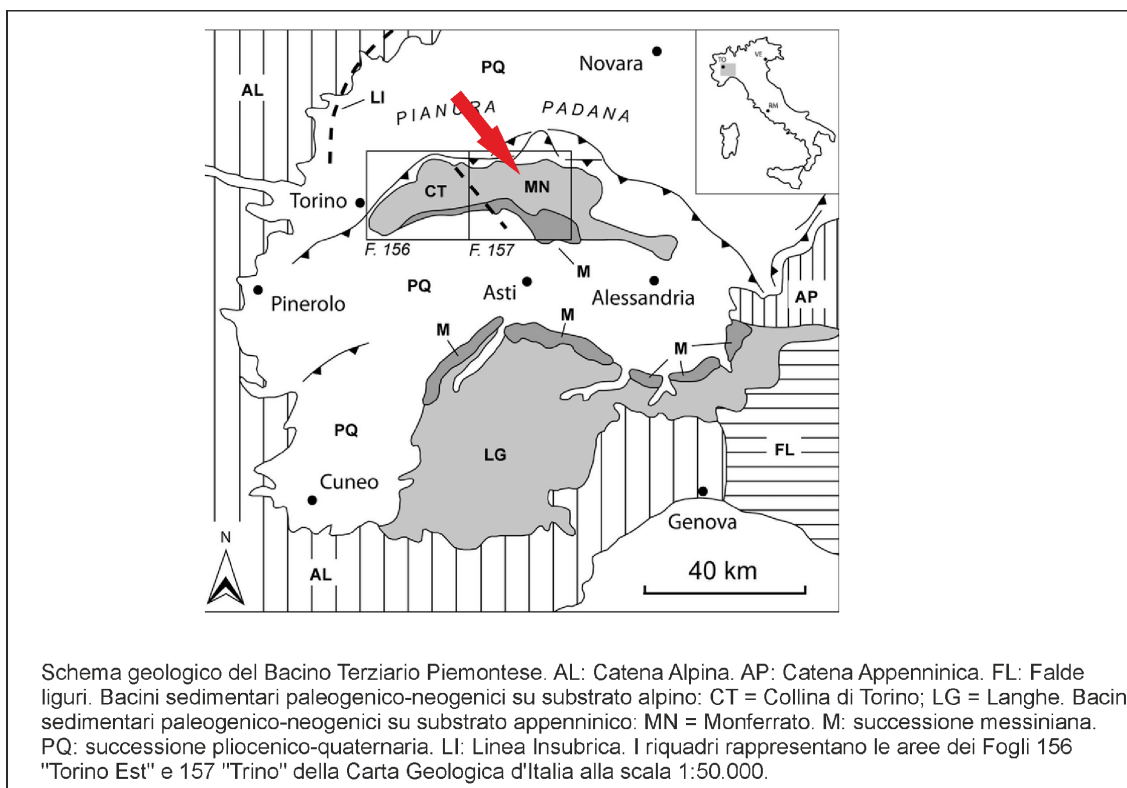 PQ
Novara
TO
VE
RM
AL
LI
PIANURA PADANA
CT
MN
Torino
F. 156
F. 157
M
PQ
Asti
Alessandria
AP
Pinerolo
M
M
M
PQ
LG
FL
Cuneo
Genova
N
AL
40 km
Schema geologico del Bacino Terziario Piemontese. AL: Catena Alpina. AP: Catena Appenninica. FL: Falde
liguri. Bacini sedimentari paleogenico-neogenici su substrato alpino: CT = Collina di Torino; LG = Langhe. Bacin
sedimentari paleogenico-neogenici su substrato appenninico: MN = Monferrato. M: successione messiniana.
PQ: successione pliocenico-quaternaria. LI: Linea Insubrica. I riquadri rappresentano le aree dei Fogli 156
"Torino Est" e 157 "Trino" della Carta Geologica d'Italia alla scala 1:50.000.